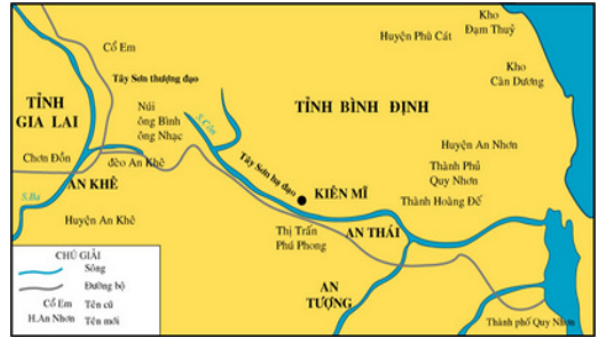 Kho
Đạm Thuỷ
Huyện Phù Cát
Cổ Em
Kho
Càn Dương
Tây Sơn thượng đạo
TỈNH
GIA LAI
Núi
ông Bình
ông Nhạc
TỈNH BÌNH ĐỊNH
S.Côn
Huyện An Nhơn
Chơn Đồn
đèo An Khê
Tây Sơn hạ đạo
Thành Phủ
Quy Nhơn
AN KHÊ
KIÊN MĨ
Thành Hoàng Đế
S.Ba
Huyện An Khê
Thị Trấn
Phú Phong
AN THÁI
CHÚ GIẢI
Sông
Đường bộ
Cổ Em Tên cũ
H.An Nhơn Tên mới
AN
TƯỢNG
Thành phố Quy Nhơn